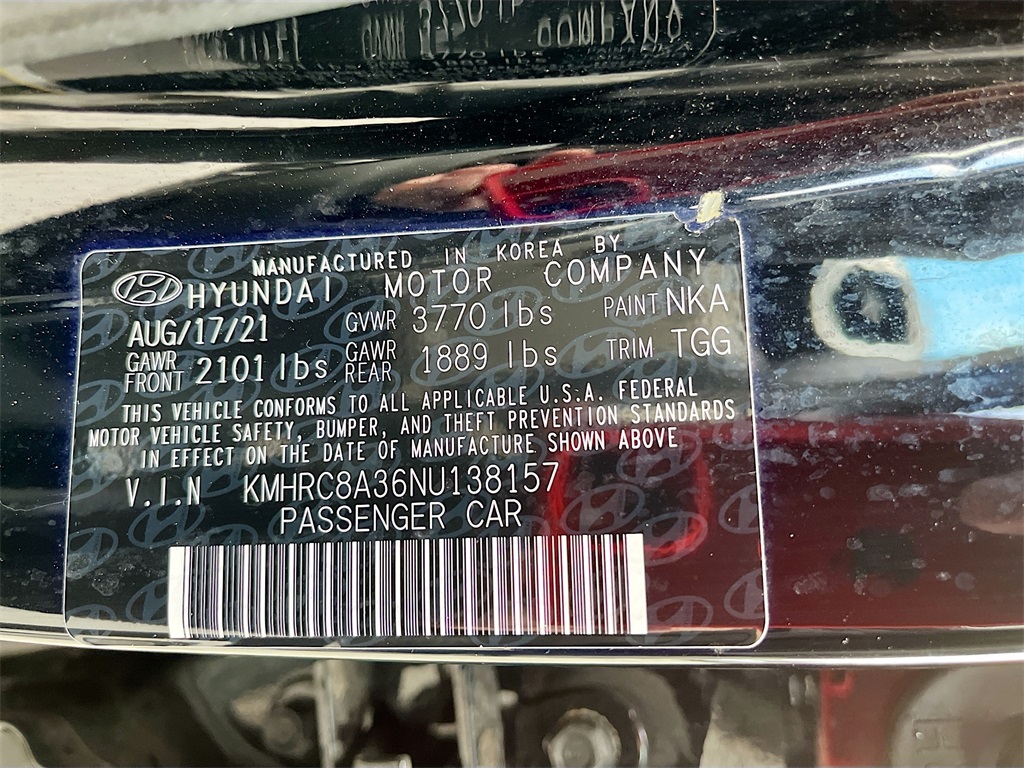 MANUFACTURED IN KOREA BY
HYUNDAI MOTOR COMPANY
AUG/17/21 GVWR 3770 lbs PAINT NKA
GAWR FRONT 2101 lbs GAWR REAR 1889 lbs TRIM TGG
THIS VEHICLE CONFORMS TO ALL APPLICABLE U.S.A. FEDERAL
MOTOR VEHICLE SAFETY, BUMPER, AND THEFT PREVENTION STANDARDS
IN EFFECT ON THE DATE OF MANUFACTURE SHOWN ABOVE
V.I.N KMHRC8A36NU138157
PASSENGER CAR